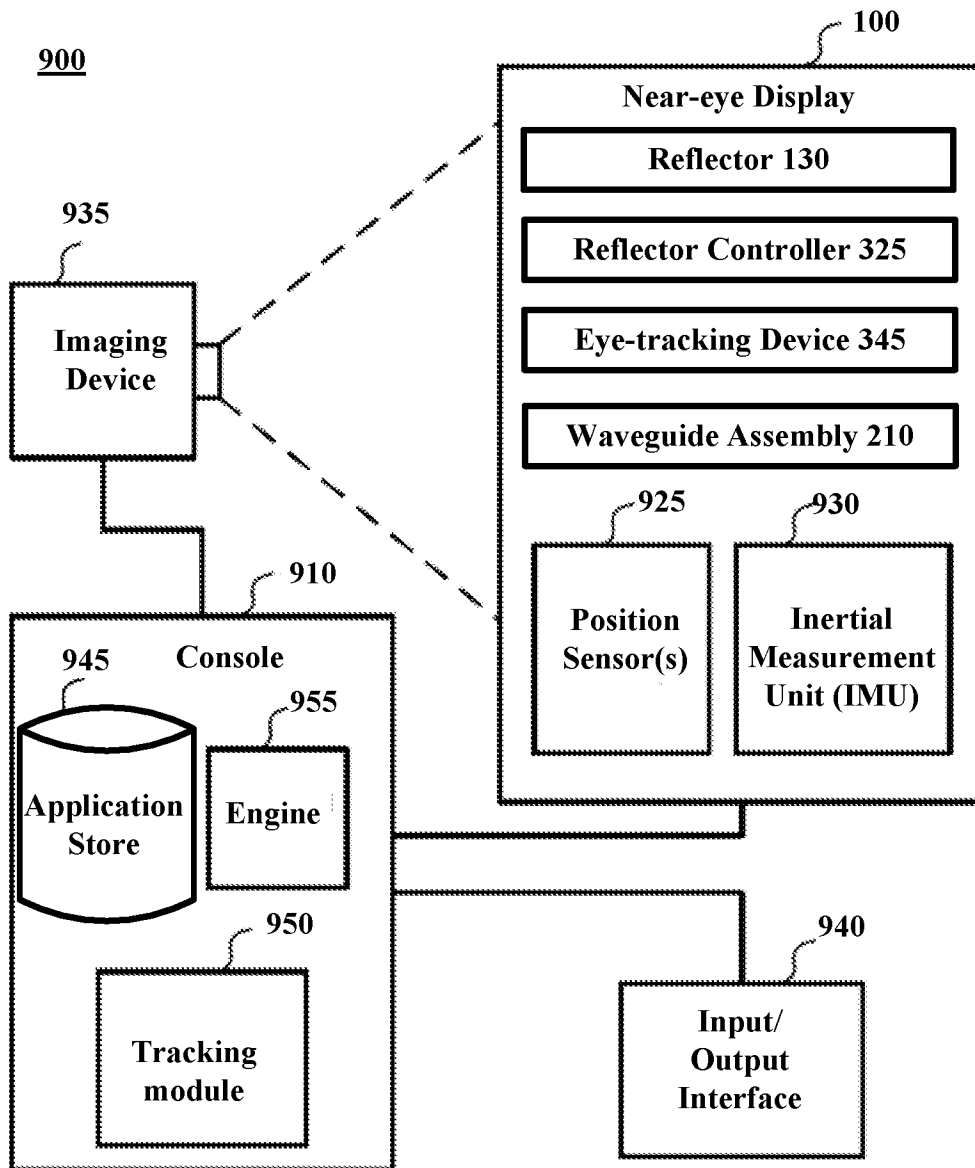 900
100
Near-eye Display
Reflector 130
Reflector Controller 325
Eye-tracking Device 345
Waveguide Assembly 210
925
930
Position
Sensor(s)
Inertial
Measurement
Unit (IMU)
935
Imaging
Device
910
Console
945
Application
Store
955
Engine
950
Tracking
module
940
Input/
Output
Interface